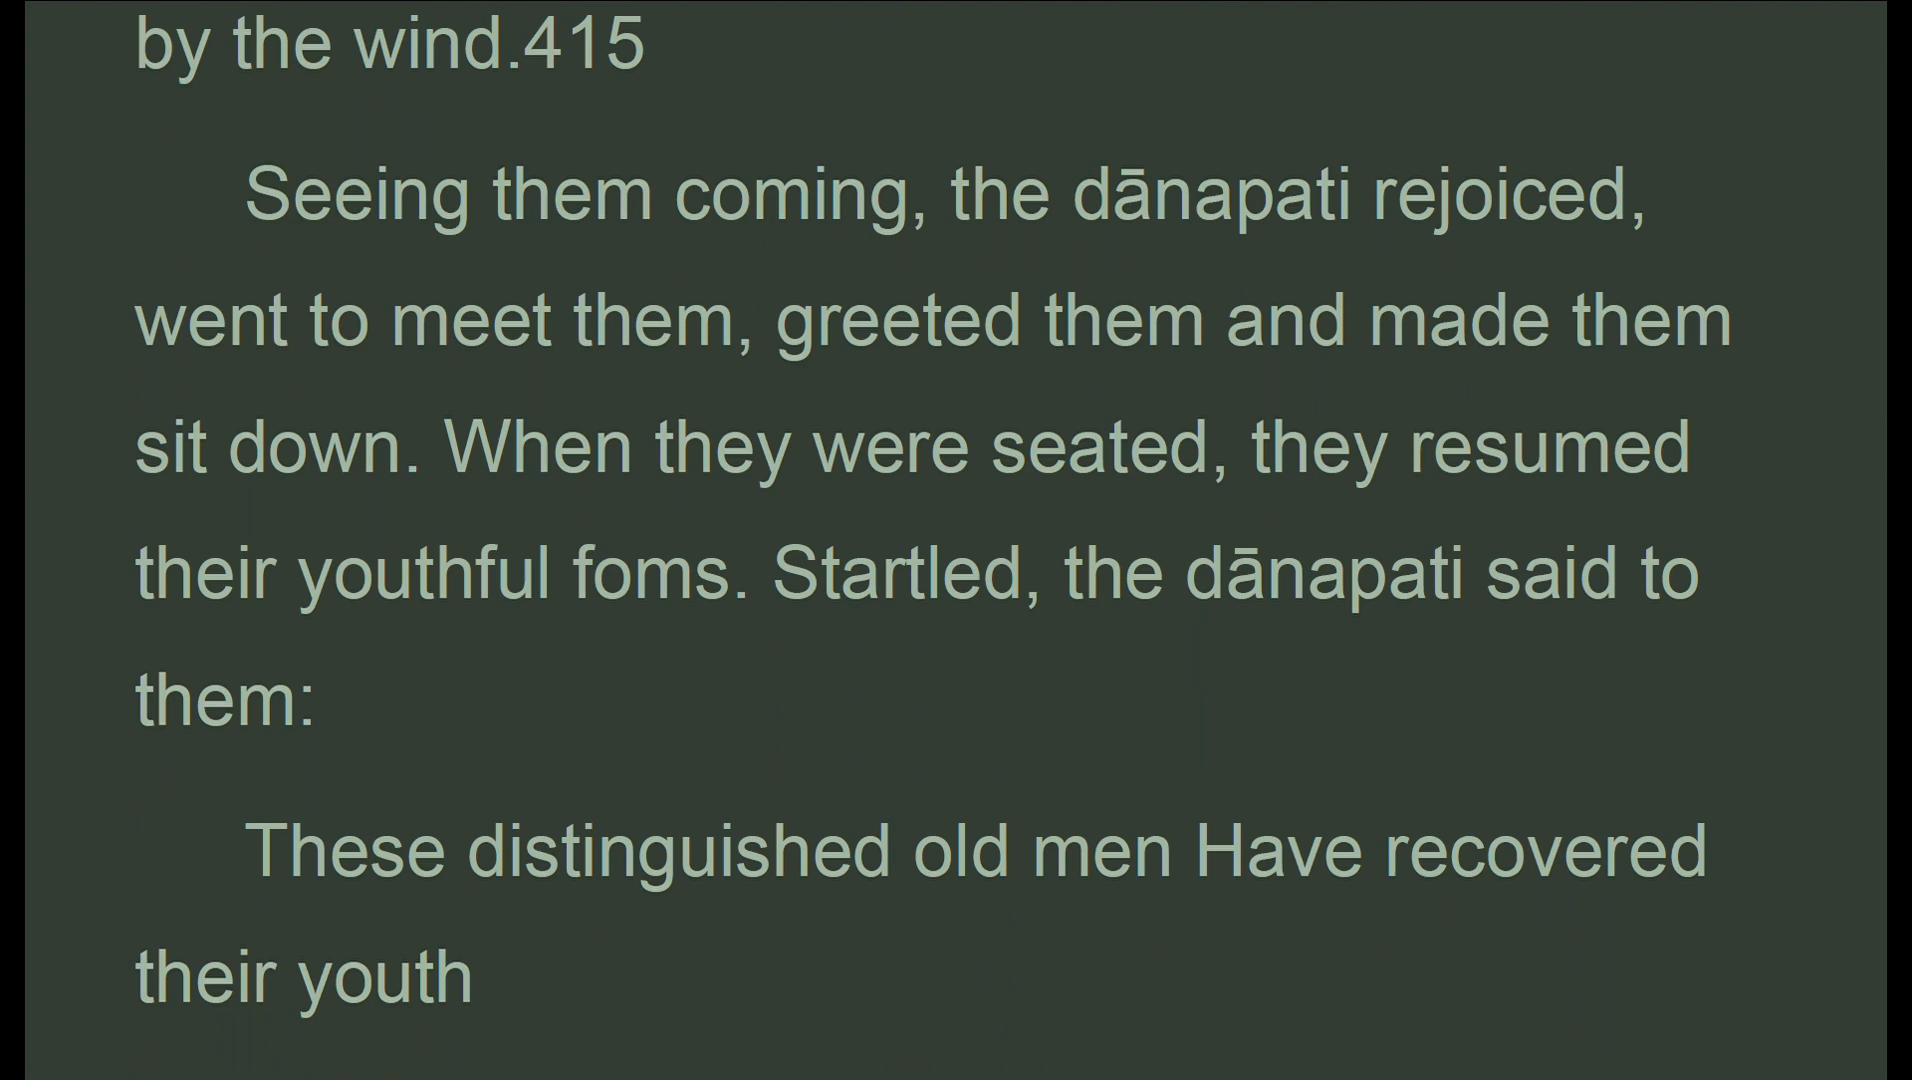 by the wind.415
Seeing them coming, the dānapati rejoiced,
went to meet them, greeted them and made them
sit down. When they were seated, they resumed
their youthful foms. Startled, the dānapati said to
them:
These distinguished old men Have recovered
their youth